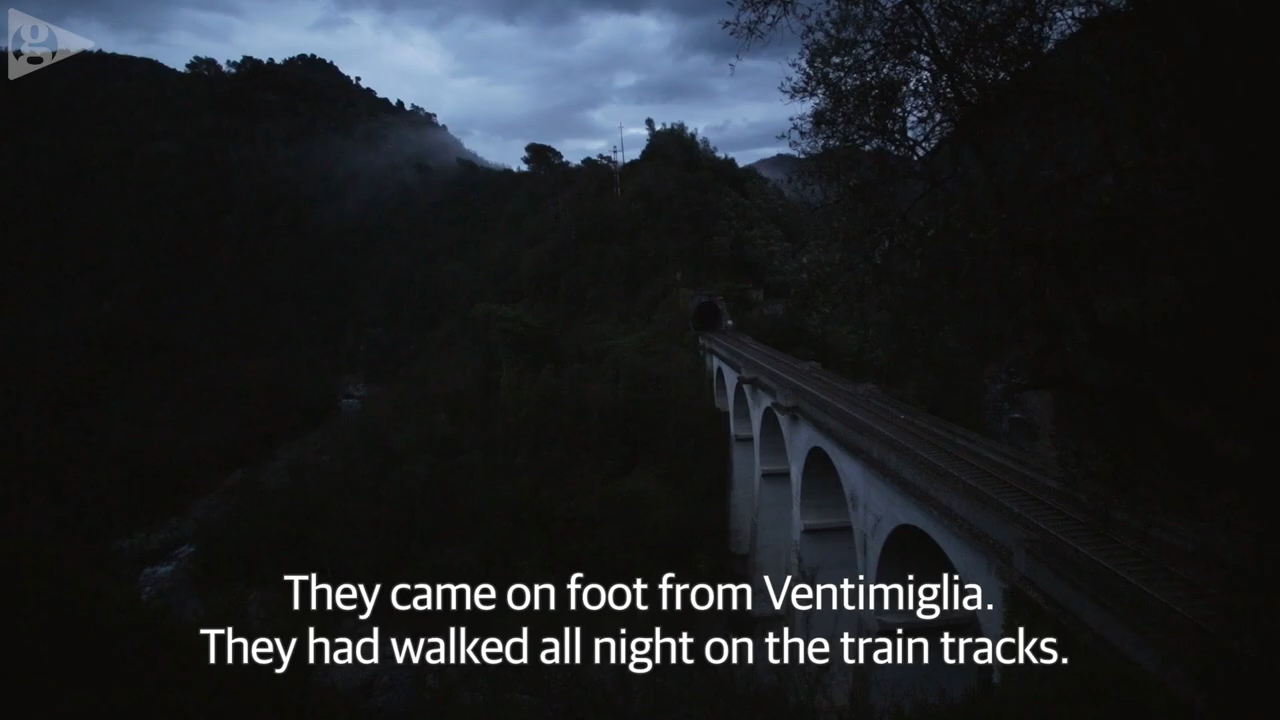 g
They came on foot from Ventimiglia.
They had walked all night on the train tracks.